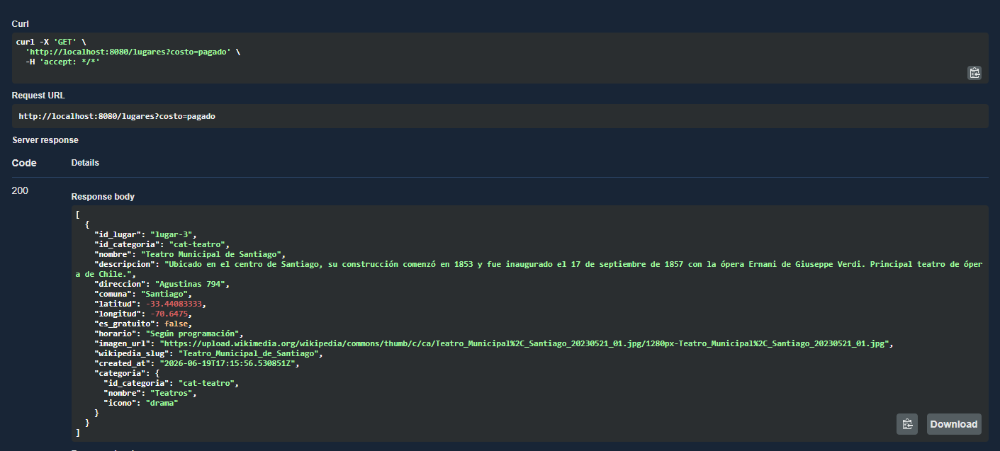 Curl
curl -X 'GET' \
  'http://localhost:8080/lugares?costo=pagado' \
  -H 'accept: */*'
Request URL
http://localhost:8080/lugares?costo=pagado
Server response
Code Details
200
Response body
[
  {
    "id_lugar": "lugar-3",
    "id_categoria": "cat-teatro",
    "nombre": "Teatro Municipal de Santiago",
    "descripcion": "Ubicado en el centro de Santiago, su construcción comenzó en 1853 y fue inaugurado el 17 de septiembre de 1857 con la ópera Ernani de Giuseppe Verdi. Principal teatro de óper
a de Chile.",
    "direccion": "Agustinas 794",
    "comuna": "Santiago",
    "latitud": -33.44083333,
    "longitud": -70.6475,
    "es_gratuito": false,
    "horario": "Según programación",
    "imagen_url": "https://upload.wikimedia.org/wikipedia/commons/thumb/c/ca/Teatro_Municipal%2C_Santiago_20230521_01.jpg/1280px-Teatro_Municipal%2C_Santiago_20230521_01.jpg",
    "wikipedia_slug": "Teatro_Municipal_de_Santiago",
    "created_at": "2026-06-19T17:15:56.530851Z",
    "categoria": {
      "id_categoria": "cat-teatro",
      "nombre": "Teatros",
      "icono": "drama"
    }
  }
]
Download